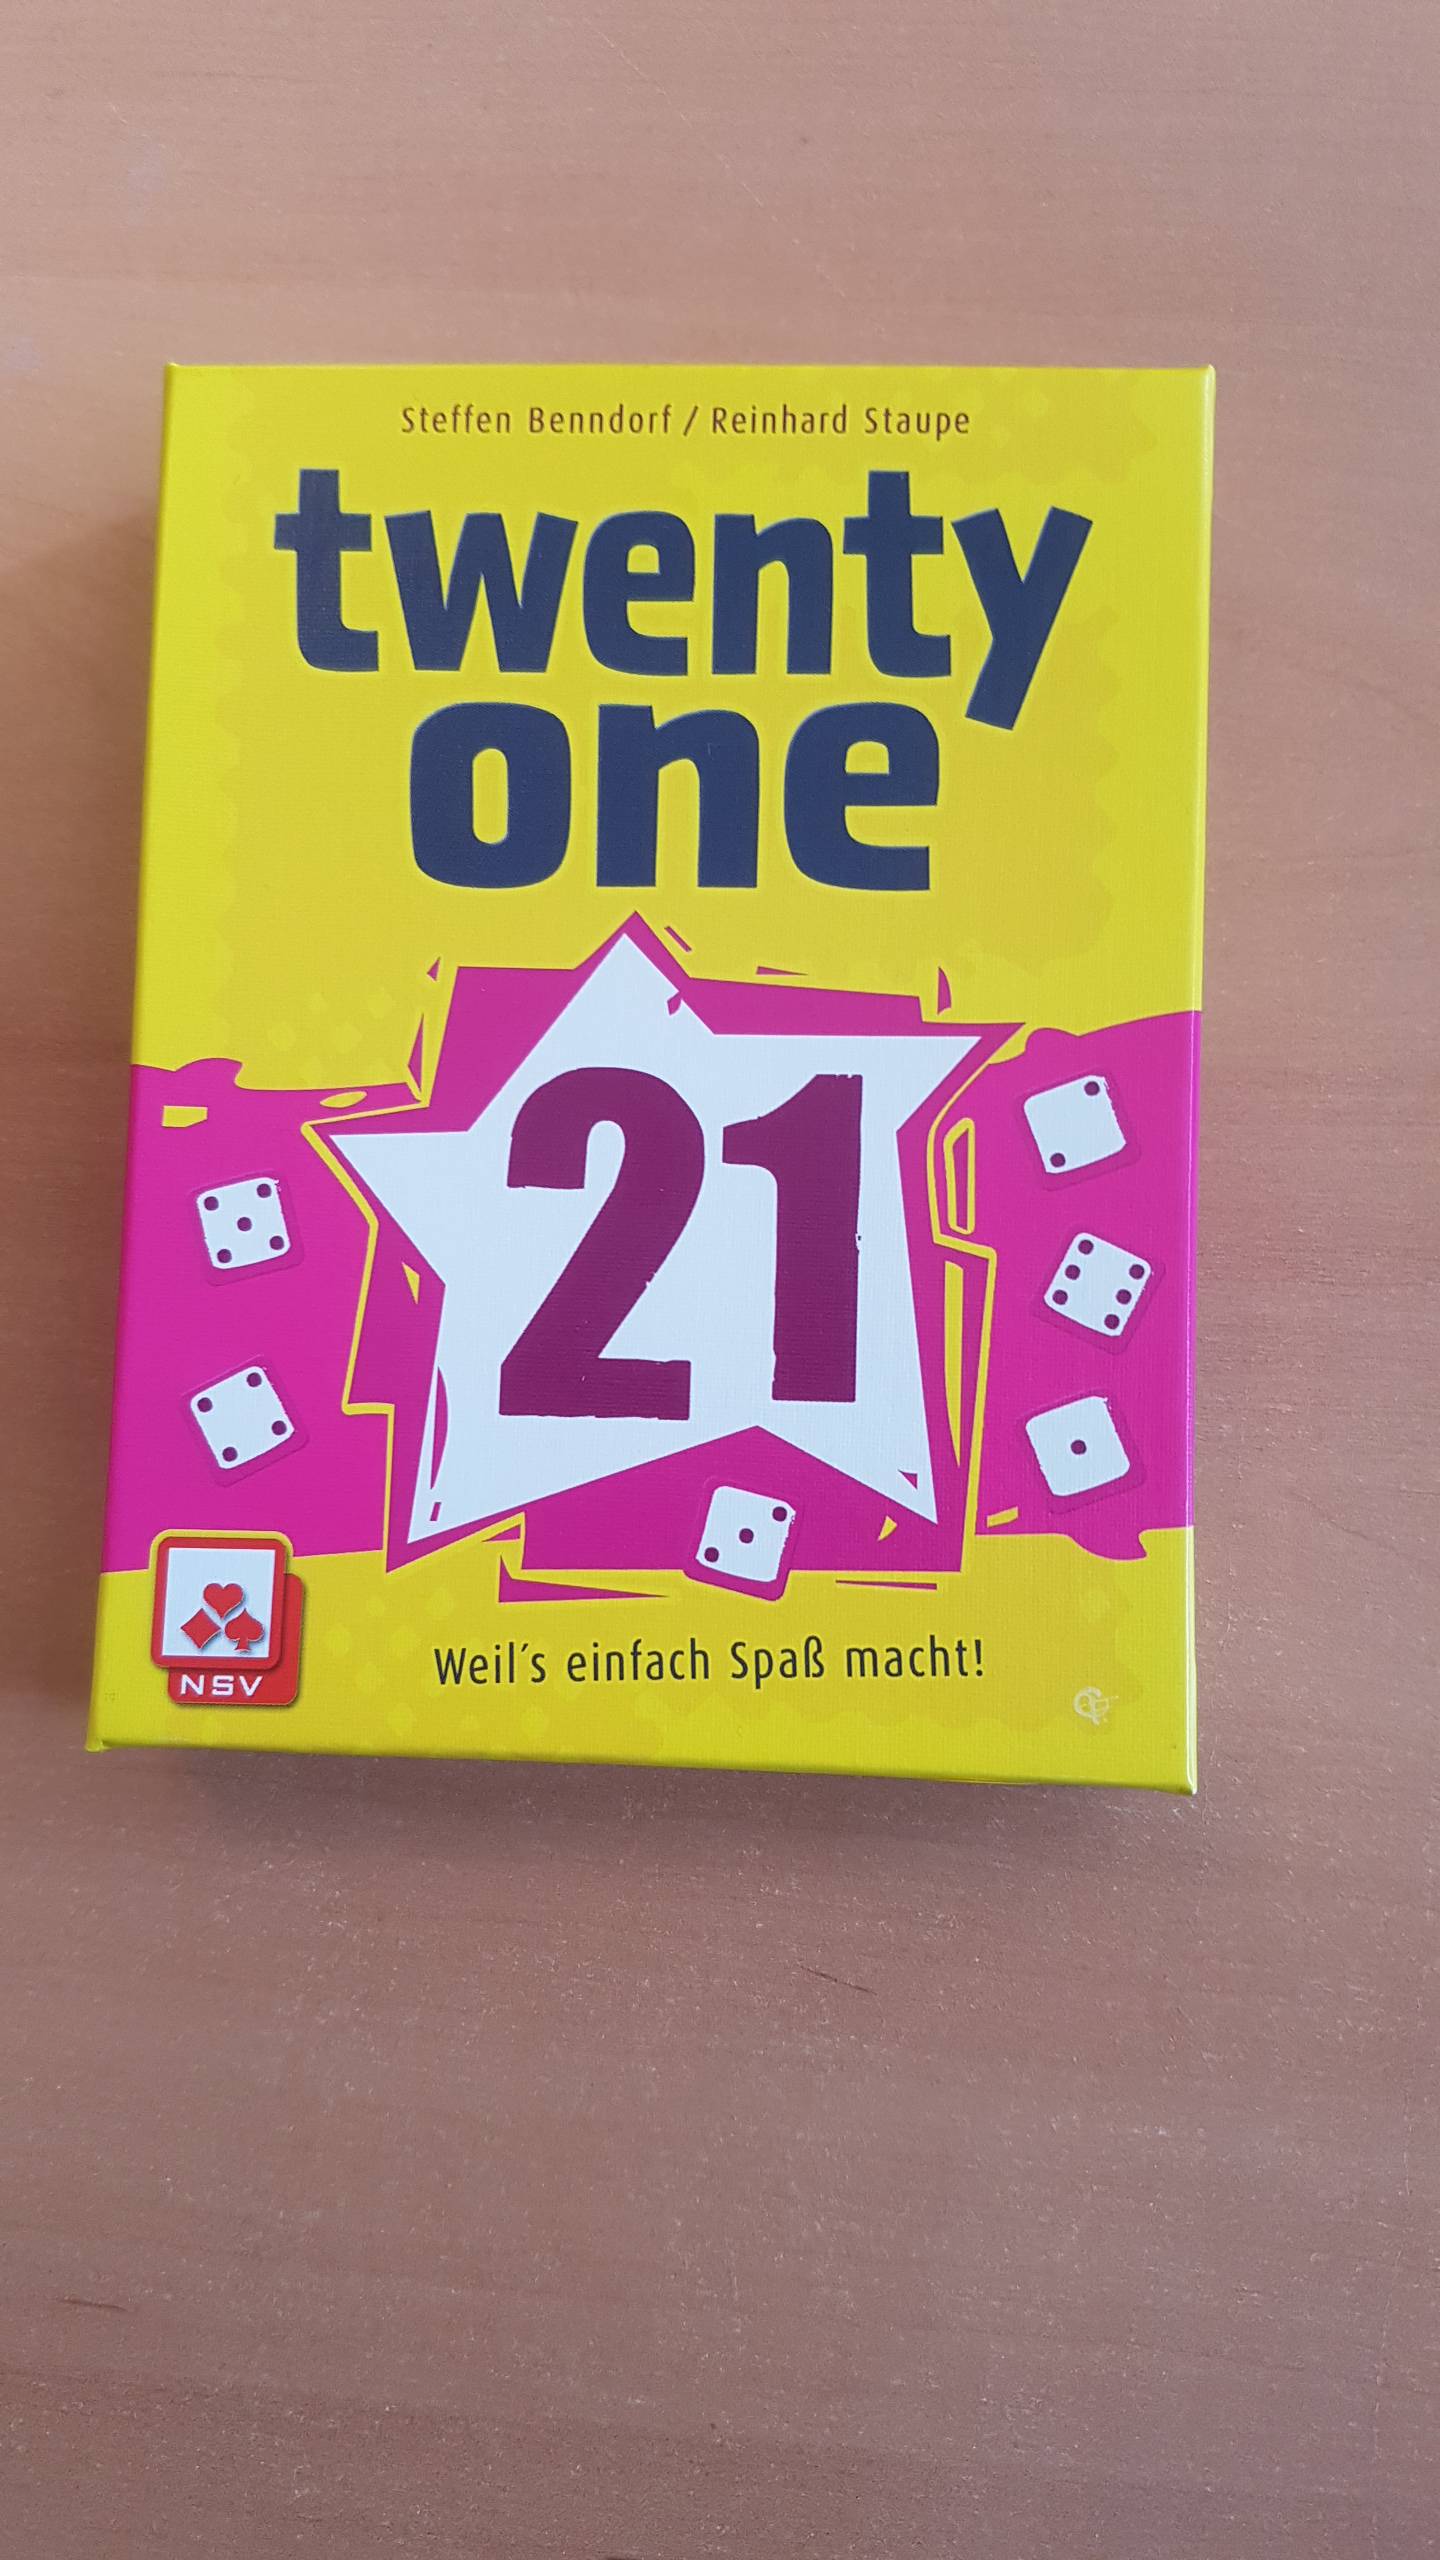 Steffen Benndorf / Reinhard Staupe
twenty
one
21
NSV
Weil´s einfach Spaß macht!